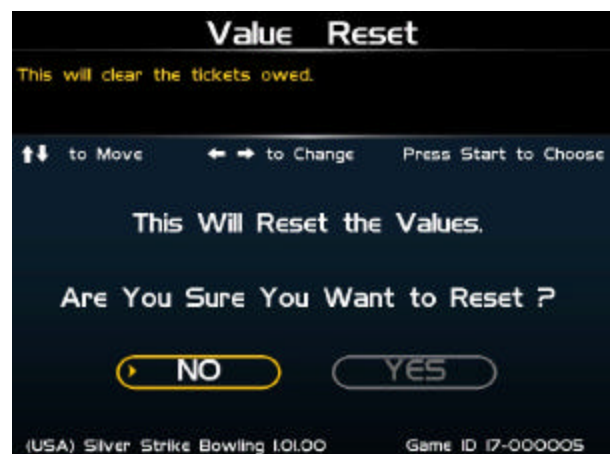 Value Reset
This will clear the tickets owed.
⬆⬇ to Move ⬅ ➡ to Change Press Start to Choose
This Will Reset the Values.
Are You Sure You Want to Reset ?
NO YES
(USA) Silver Strike Bowling 1.01.00 Game ID 17-000005